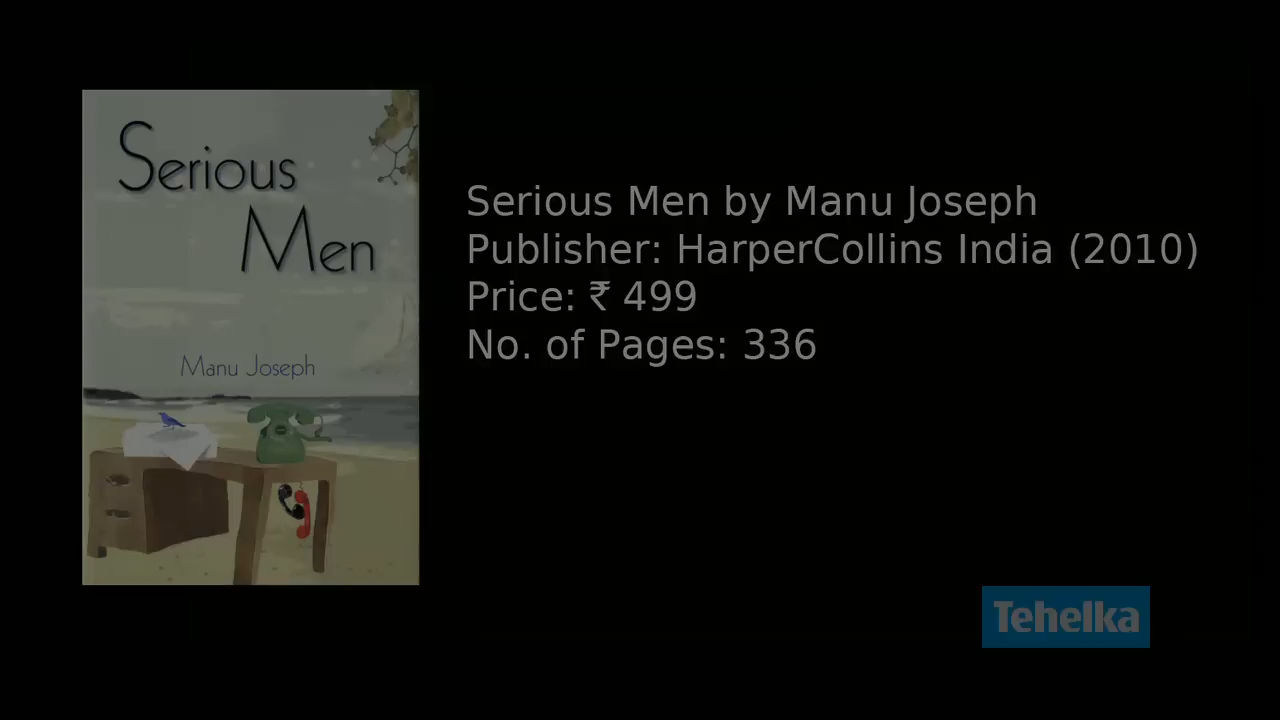 Serious
Men
Manu Joseph
Serious Men by Manu Joseph
Publisher: HarperCollins India (2010)
Price: ₹ 499
No. of Pages: 336
Tehelka